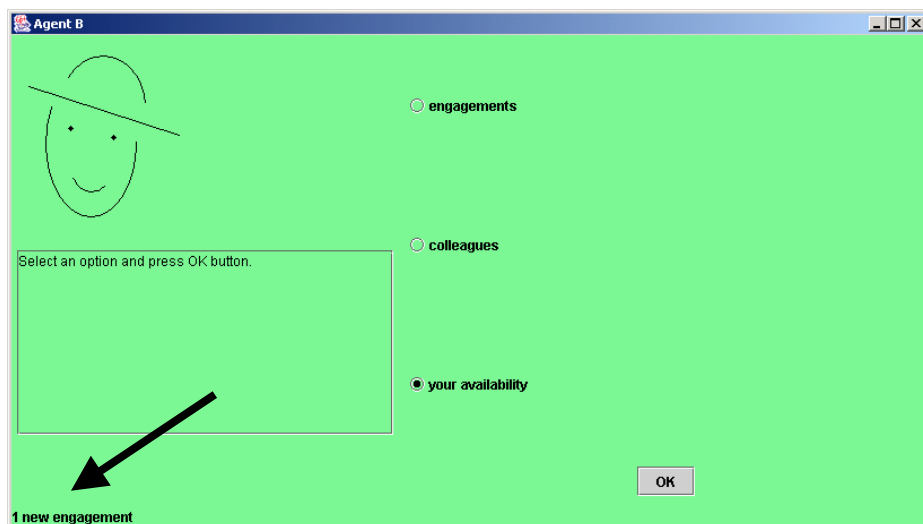 Agent B
engagements
colleagues
Select an option and press OK button.
your availability
OK
1 new engagement